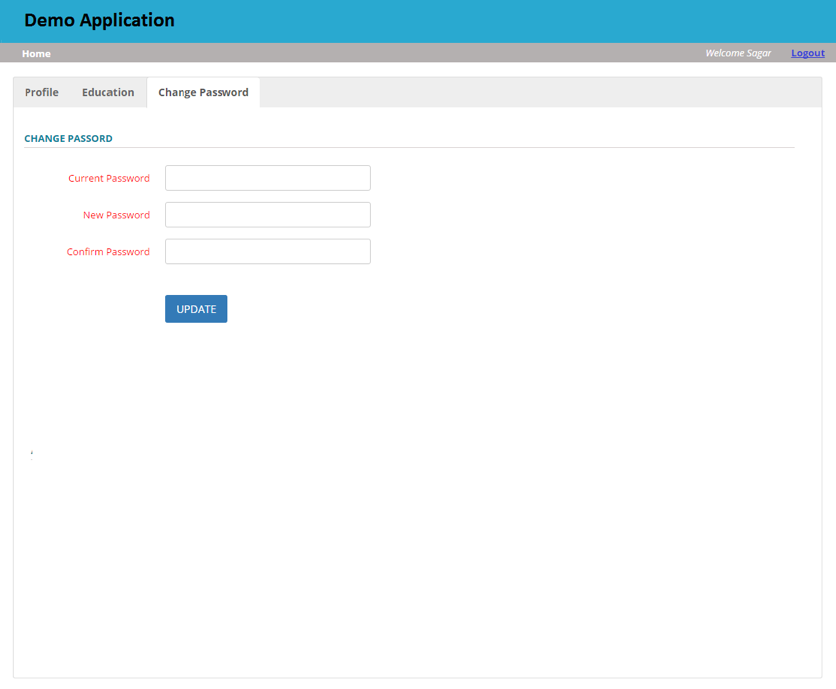 Demo Application
Home Welcome Sagar Logout
Profile Education Change Password
CHANGE PASSORD
Current Password
New Password
Confirm Password
UPDATE